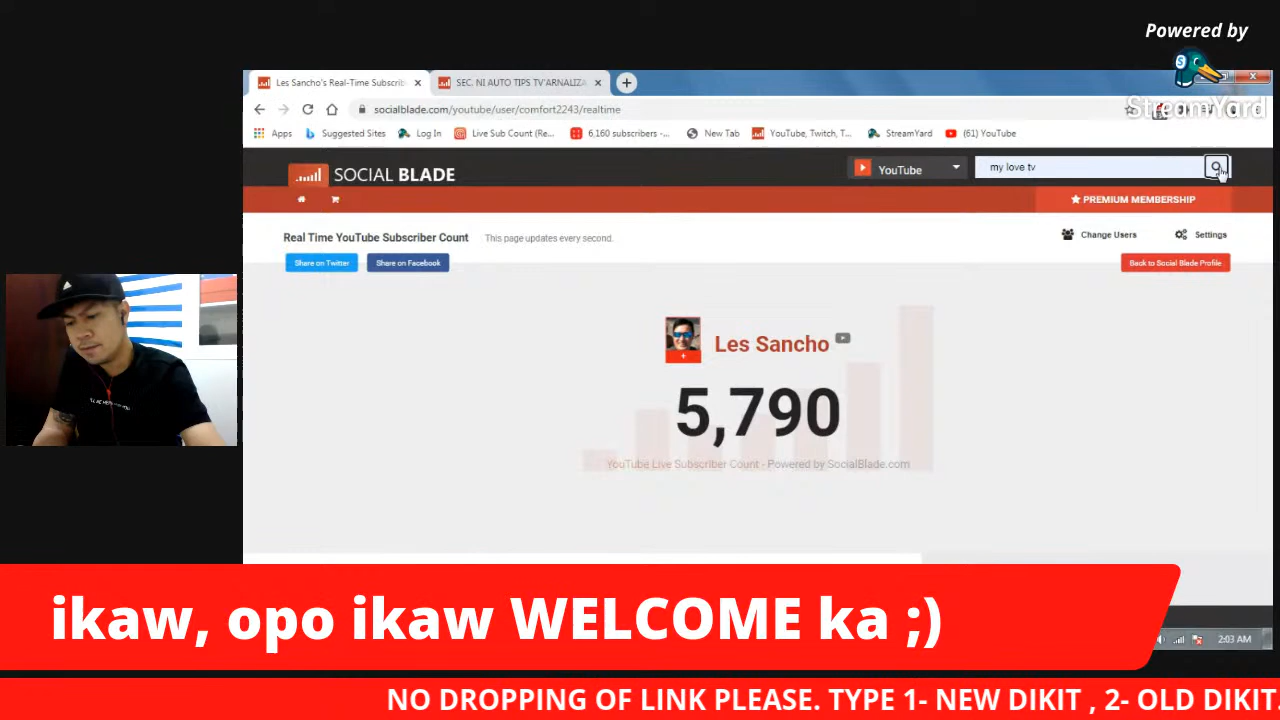 Powered by
StreamYard
Les Sancho's Real-Time Subscrib
SEC. NI AUTO TIPS TV'ARNALIZA
socialblade.com/youtube/user/comfort2243/realtime
Apps
Suggested Sites
Log In
Live Sub Count (Re...
6,160 subscribers -...
New Tab
YouTube, Twitch, T...
StreamYard
(61) YouTube
SOCIAL BLADE
YouTube
my love tv
PREMIUM MEMBERSHIP
Real Time YouTube Subscriber Count
This page updates every second.
Change Users
Settings
Share on Twitter
Share on Facebook
Back to Social Blade Profile
Les Sancho
5,790
YouTube Live Subscriber Count - Powered by SocialBlade.com
ikaw, opo ikaw WELCOME ka ;)
2:03 AM
NO DROPPING OF LINK PLEASE. TYPE 1- NEW DIKIT , 2- OLD DIKIT.